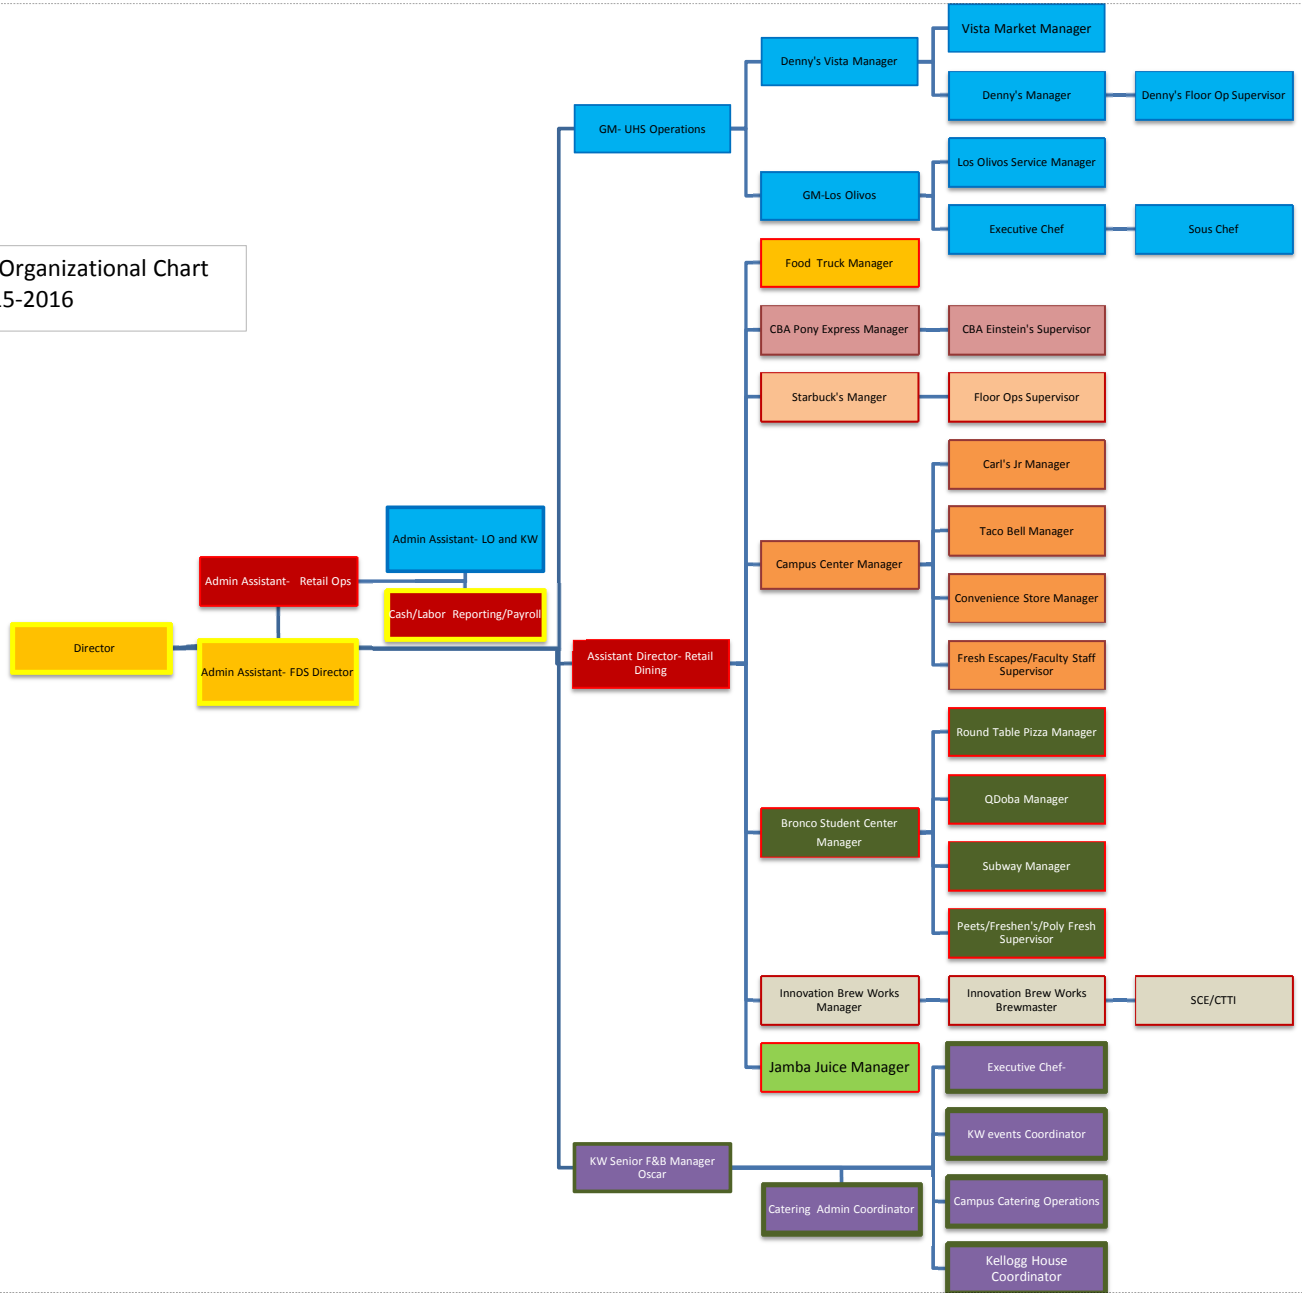 Vista Market Manager
Denny's Vista Manager
Denny's Manager
Denny's Floor Op Supervisor
GM- UHS Operations
Los Olivos Service Manager
GM-Los Olivos
Executive Chef
Sous Chef
Organizational Chart
15-2016
Food Truck Manager
CBA Pony Express Manager
CBA Einstein's Supervisor
Starbuck's Manger
Floor Ops Supervisor
Carl's Jr Manager
Taco Bell Manager
Campus Center Manager
Convenience Store Manager
Fresh Escapes/Faculty Staff
Supervisor
Admin Assistant- LO and KW
Admin Assistant- Retail Ops
Cash/Labor Reporting/Payroll
Director
Admin Assistant- FDS Director
Assistant Director- Retail
Dining
Round Table Pizza Manager
QDoba Manager
Bronco Student Center
Manager
Subway Manager
Peets/Freshen's/Poly Fresh
Supervisor
Innovation Brew Works
Manager
Innovation Brew Works
Brewmaster
SCE/CTTI
Jamba Juice Manager
Executive Chef-
KW events Coordinator
KW Senior F&B Manager
Oscar
Catering Admin Coordinator
Campus Catering Operations
Kellogg House
Coordinator